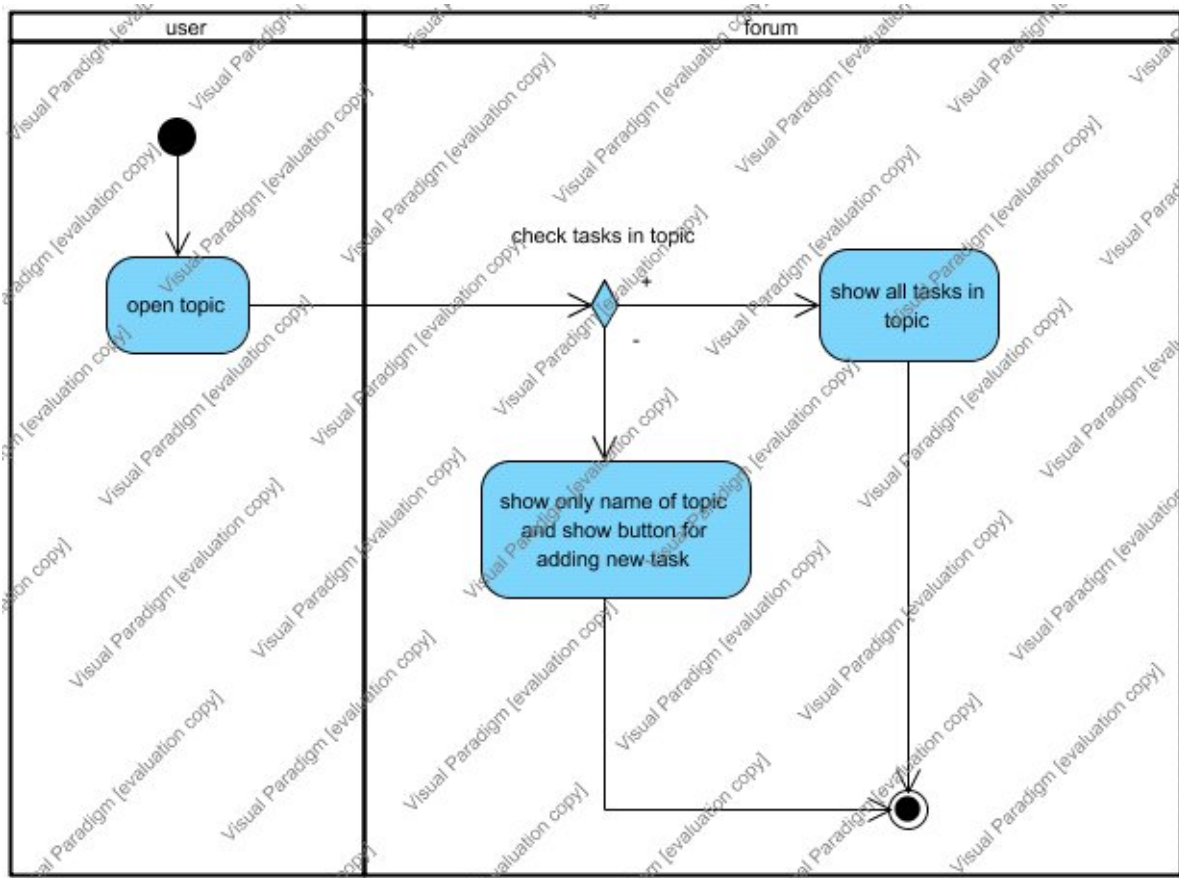 user
forum
check tasks in topic
+
open topic
show all tasks in
topic
-
show only name of topic
and show button for
adding new task
Visual Paradigm [evaluation copy]